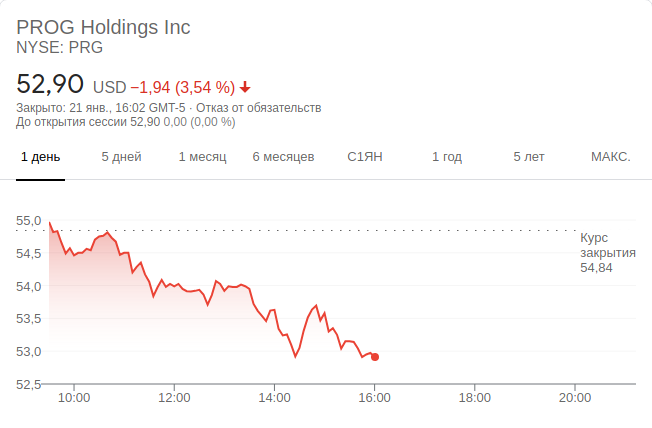 PROG Holdings Inc
NYSE: PRG
52,90 USD −1,94 (3,54 %)
Закрыто: 21 янв., 16:02 GMT-5 · Отказ от обязательств
До открытия сессии 52,90 0,00 (0,00 %)
1 день 5 дней 1 месяц 6 месяцев С1ЯН 1 год 5 лет МАКС.
55,0
Курс
закрытия
54,84
54,5
54,0
53,5
53,0
52,5
10:00 12:00 14:00 16:00 18:00 20:00